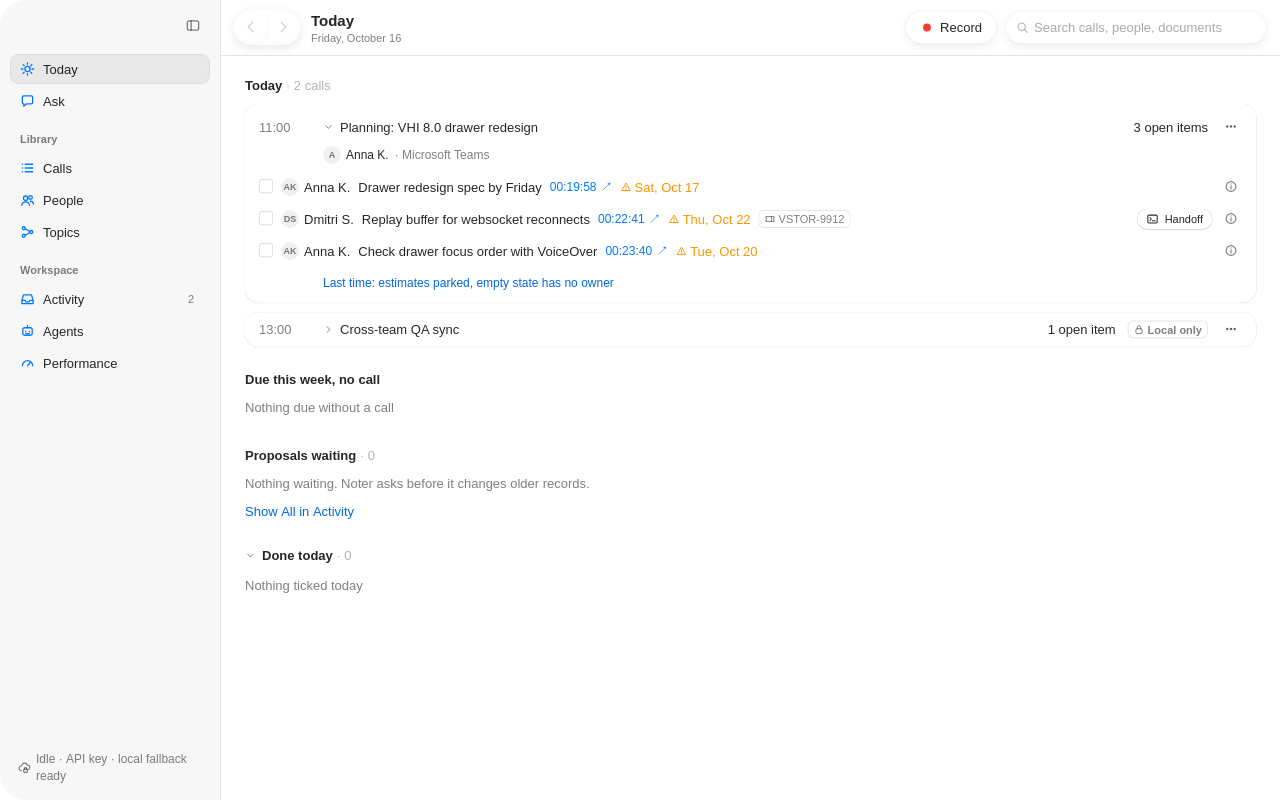 Today
Friday, October 16
Record
Search calls, people, documents
Today
Ask
Library
Calls
People
Topics
Workspace
Activity 2
Agents
Performance
Idle · API key · local fallback
ready
Today · 2 calls
11:00 Planning: VHI 8.0 drawer redesign 3 open items
A Anna K. · Microsoft Teams
AK Anna K. Drawer redesign spec by Friday 00:19:58 Sat, Oct 17
DS Dmitri S. Replay buffer for websocket reconnects 00:22:41 Thu, Oct 22 VSTOR-9912 Handoff
AK Anna K. Check drawer focus order with VoiceOver 00:23:40 Tue, Oct 20
Last time: estimates parked, empty state has no owner
13:00 Cross-team QA sync 1 open item Local only
Due this week, no call
Nothing due without a call
Proposals waiting · 0
Nothing waiting. Noter asks before it changes older records.
Show All in Activity
Done today · 0
Nothing ticked today